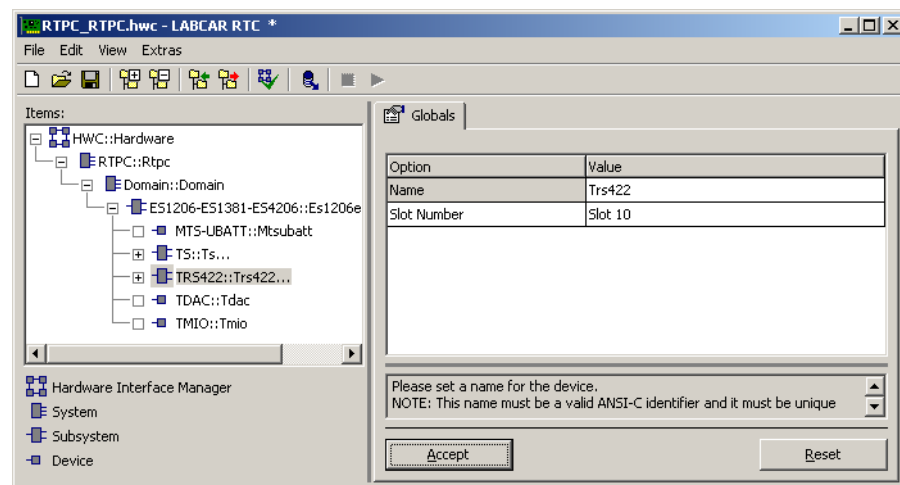 RTPC_RTPC.hwc - LABCAR RTC *
File Edit View Extras
Items:
HWC::Hardware
RTPC::Rtpc
Domain::Domain
ES1206-ES1381-ES4206::Es1206e
MTS-UBATT::Mtsubatt
TS::Ts...
TRS422::Trs422...
TDAC::Tdac
TMIO::Tmio
Hardware Interface Manager
System
Subsystem
Device
Globals
Option Value
Name Trs422
Slot Number Slot 10
Please set a name for the device.
NOTE: This name must be a valid ANSI-C identifier and it must be unique
Accept Reset